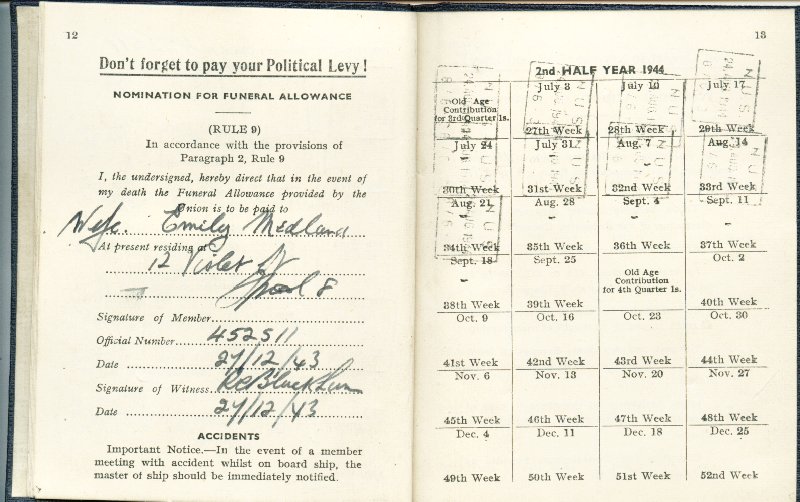 12
Don't forget to pay your Political Levy!
NOMINATION FOR FUNERAL ALLOWANCE
(RULE 9)
In accordance with the provisions of
Paragraph 2, Rule 9
I, the undersigned, hereby direct that in the event of
my death the Funeral Allowance provided by the
Union is to be paid to
Wife. Emily Medland
At present residing at
12 Violet St
L'pool 8
Signature of Member
Official Number 452511
Date 27/12/43
Signature of Witness
Date 27/12/43
ACCIDENTS
Important Notice.—In the event of a member
meeting with accident whilst on board ship, the
master of ship should be immediately notified.
13
2nd HALF YEAR 1944
July 3 July 10 July 17
Old Age
Contribution
for 3rd Quarter 1s.
27th Week 28th Week 29th Week
July 24 July 31 Aug. 7 Aug. 14
30th Week 31st Week 32nd Week 33rd Week
Aug. 21 Aug. 28 Sept. 4 Sept. 11
34th Week 35th Week 36th Week 37th Week
Sept. 18 Sept. 25 Oct. 2
Old Age
Contribution
for 4th Quarter 1s.
38th Week 39th Week 40th Week
Oct. 9 Oct. 16 Oct. 23 Oct. 30
41st Week 42nd Week 43rd Week 44th Week
Nov. 6 Nov. 13 Nov. 20 Nov. 27
45th Week 46th Week 47th Week 48th Week
Dec. 4 Dec. 11 Dec. 18 Dec. 25
49th Week 50th Week 51st Week 52nd Week